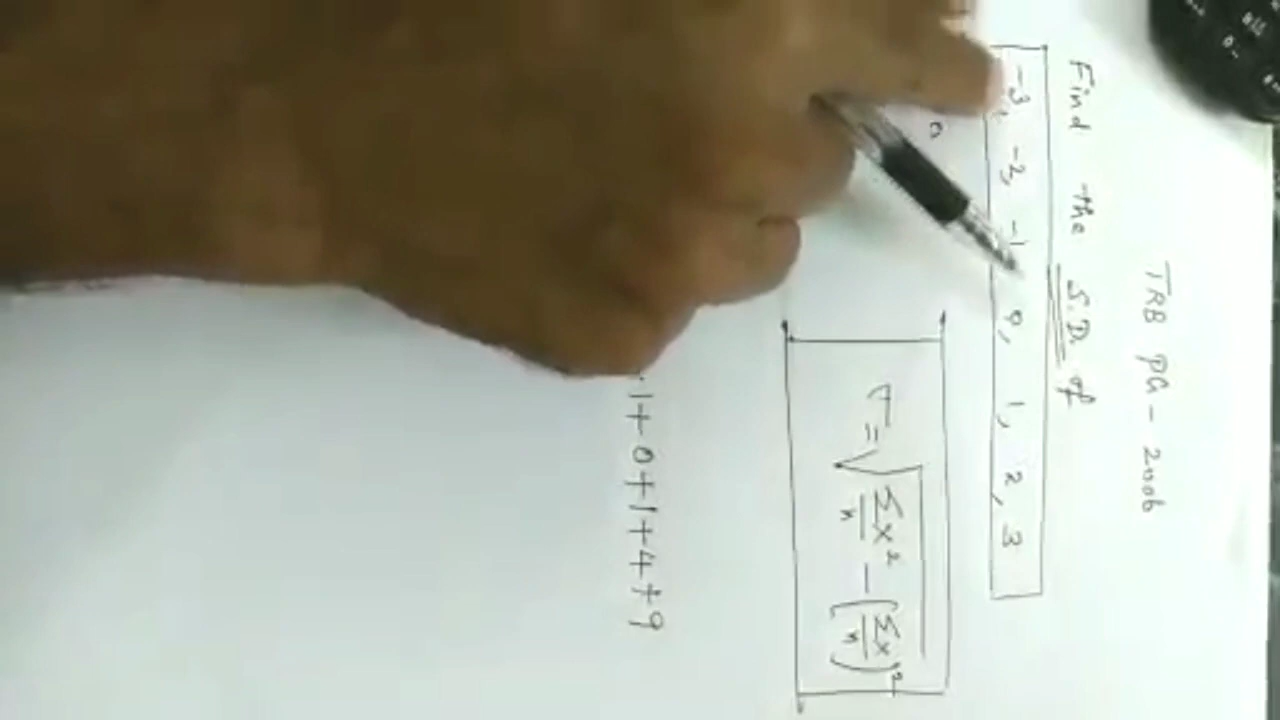 TRB PG - 2006
Find the S.D. of
-3, -2, -1, 0, 1, 2, 3
0
σ = √(Σx²/n - (Σx/n)²)
1+0+1+4+9